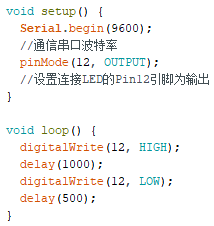 void setup() {
  Serial.begin(9600);
  //通信串口波特率
  pinMode(12, OUTPUT);
  //设置连接LED的Pin12引脚为输出
}

void loop() {
  digitalWrite(12, HIGH);
  delay(1000);
  digitalWrite(12, LOW);
  delay(500);
}